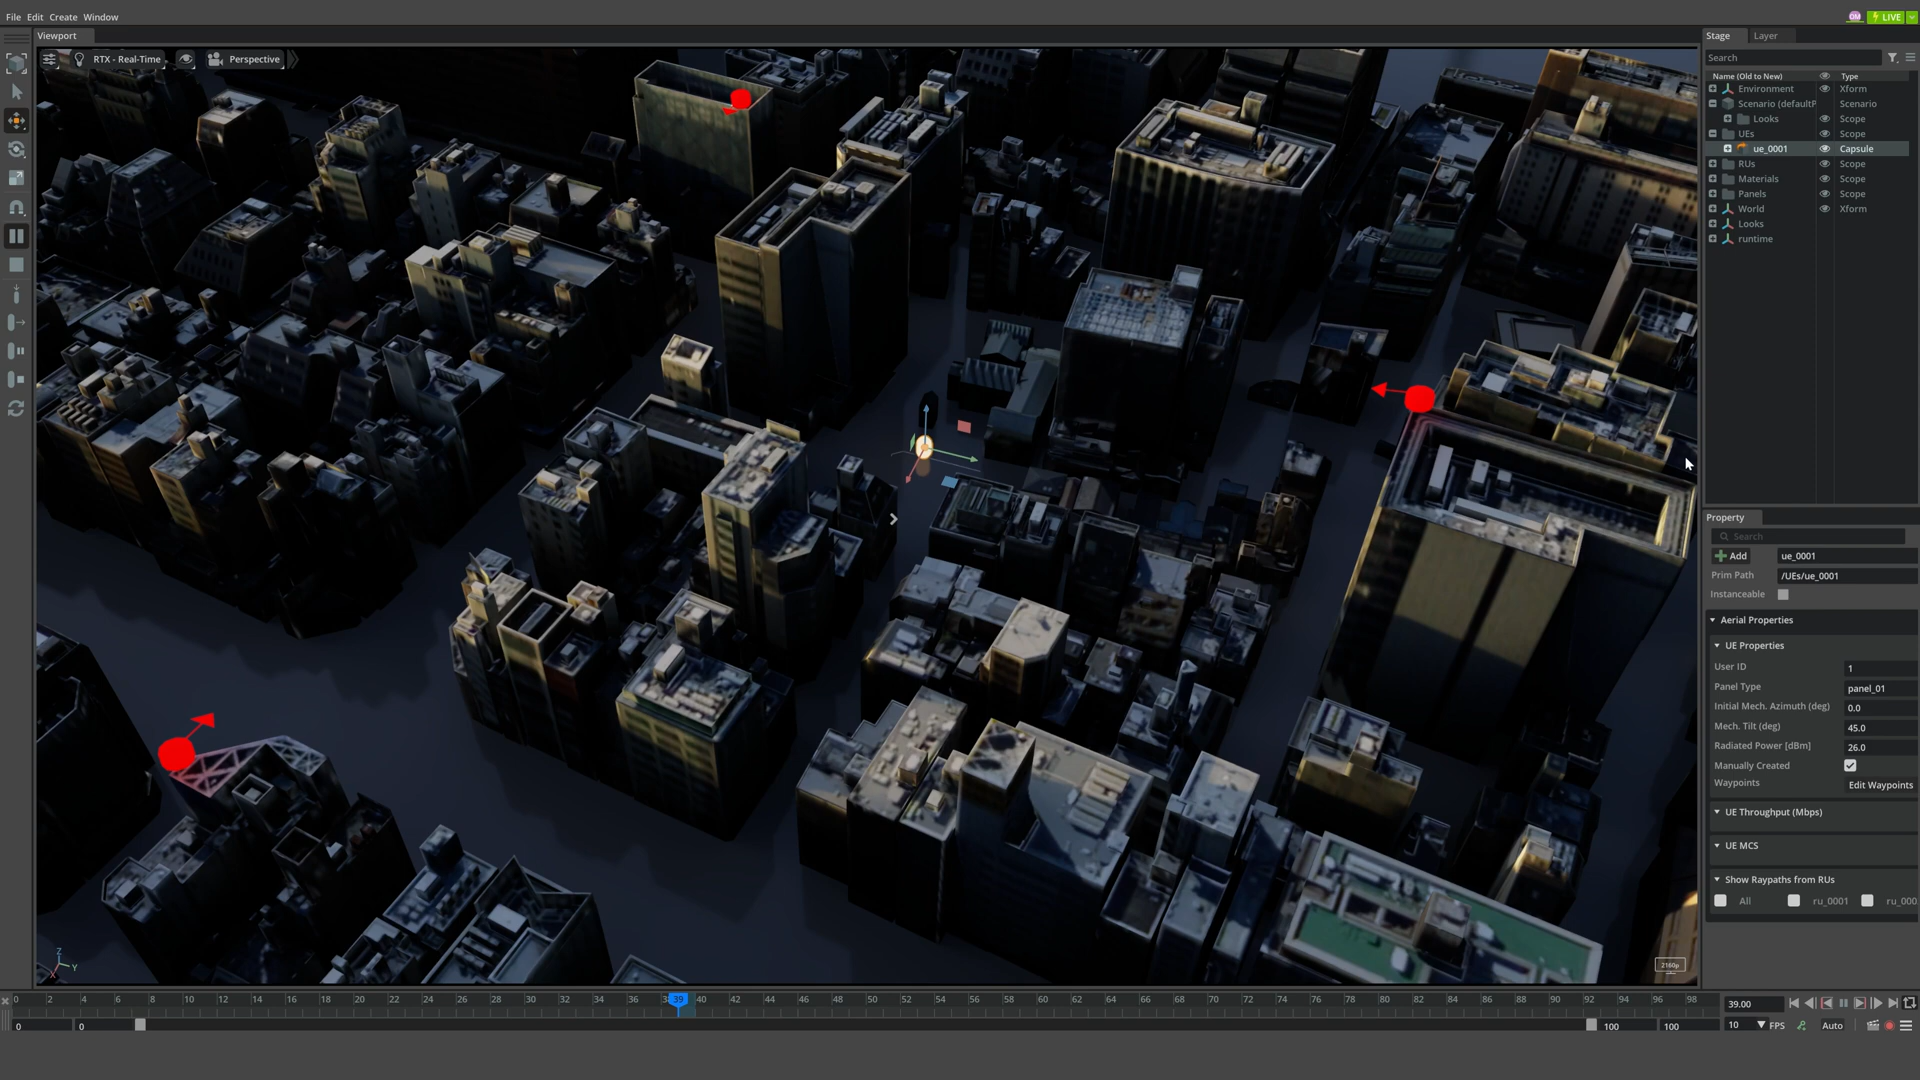 File Edit Create Window
OM LIVE
Viewport
RTX - Real-Time
Perspective
Stage Layer
Search
Name (Old to New) Type
Environment Xform
Scenario (defaultP Scenario
Looks Scope
UEs Scope
ue_0001 Capsule
RUs Scope
Materials Scope
Panels Scope
World Xform
Looks
runtime
Property
Search
Add ue_0001
Prim Path /UEs/ue_0001
Instanceable
Aerial Properties
UE Properties
User ID 1
Panel Type panel_01
Initial Mech. Azimuth (deg) 0.0
Mech. Tilt (deg) 45.0
Radiated Power [dBm] 26.0
Manually Created
Waypoints Edit Waypoints
UE Throughput (Mbps)
UE MCS
Show Raypaths from RUs
All ru_0001 ru_000
Z
Y
X
2160p
0 2 4 6 8 10 12 14 16 18 20 22 24 26 28 30 32 34 36 39 40 42 44 46 48 50 52 54 56 58 60 62 64 66 68 70 72 74 76 78 80 82 84 86 88 90 92 94 96 98
39.00
0 0 100 100
10 FPS Auto